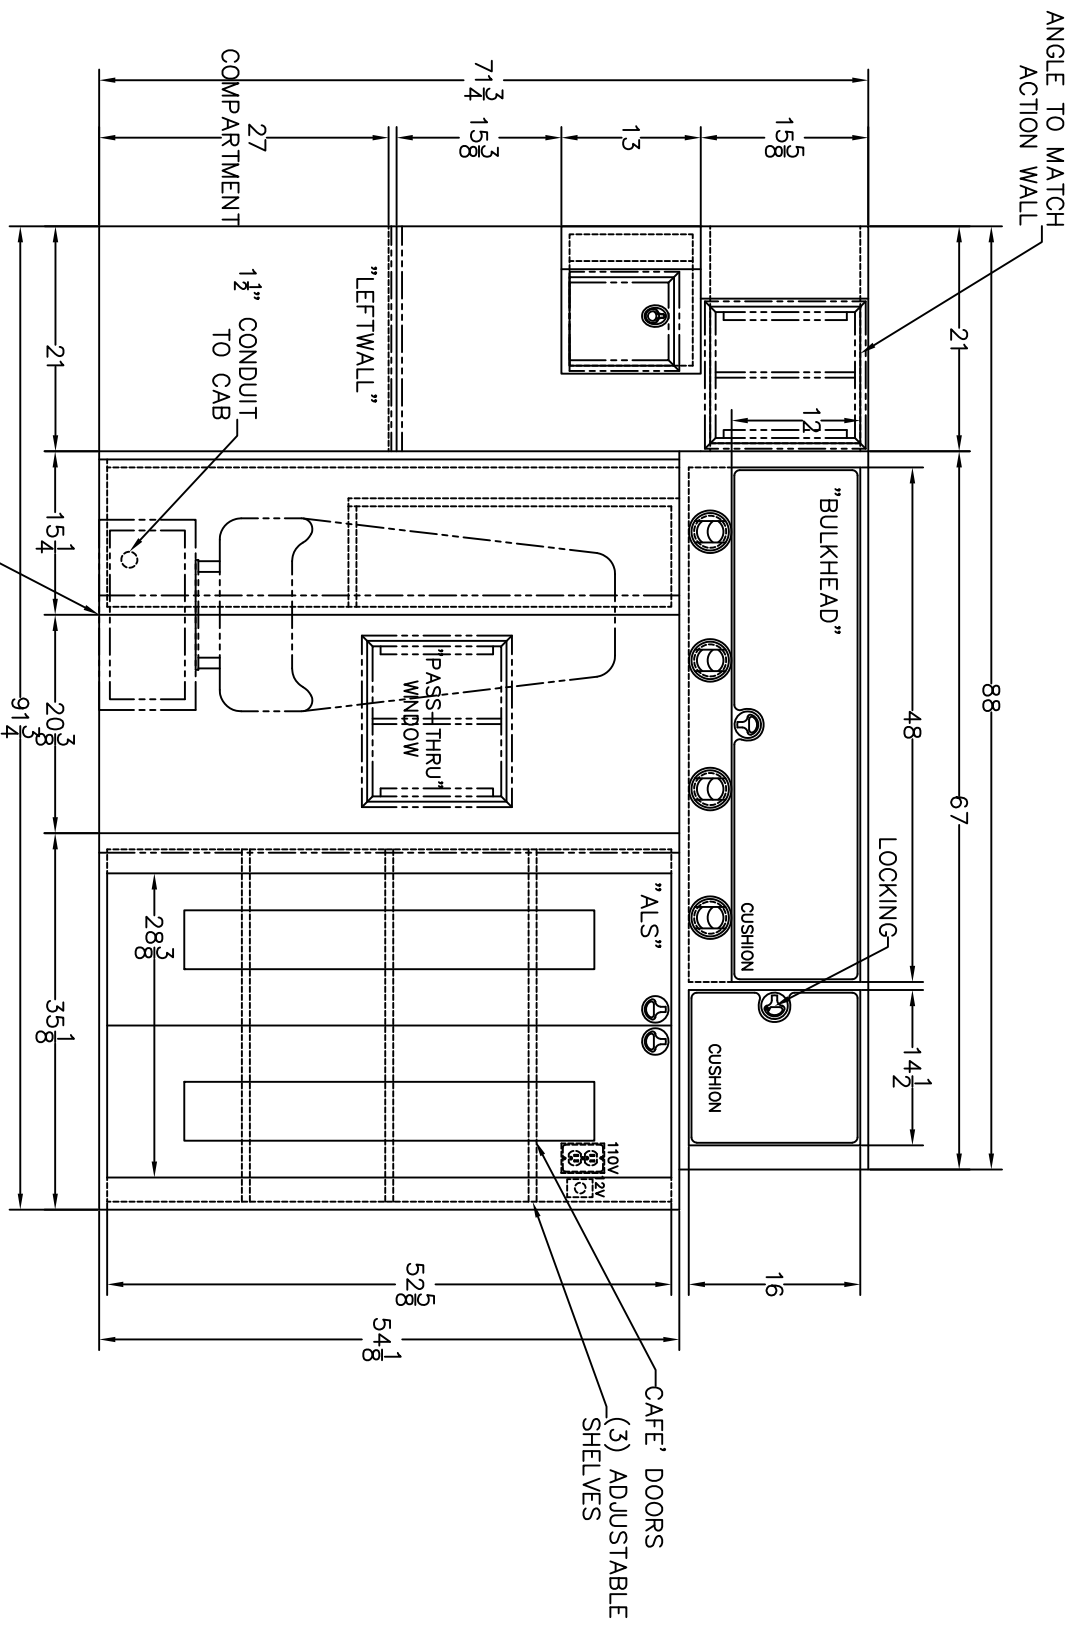 ANGLE TO MATCH
ACTION WALL
88
21
67
48
14 1/2
LOCKING
71 3/4
15 5/8
13
15 3/8
27
COMPARTMENT
12
"BULKHEAD"
CUSHION
CUSHION
16
"LEFTWALL"
1 1/2" CONDUIT
TO CAB
"PASS-THRU"
WINDOW
"ALS"
110V
12V
28 3/8
52 5/8
54 1/8
CAFE' DOORS
(3) ADJUSTABLE
SHELVES
21
15 1/4
20 3/8
35 1/8
91 3/4